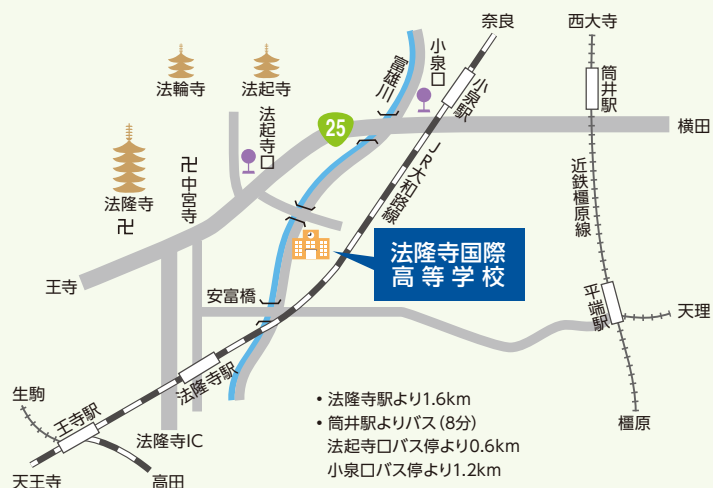 奈良
西大寺
小泉口
富雄川
法輪寺
法起寺
小泉駅
筒井駅
法起寺口
25
横田
卍中宮寺
JR大和路線
近鉄橿原線
法隆寺
卍
法隆寺国際
高等学校
王寺
安富橋
平端駅
天理
法隆寺駅
生駒
王寺駅
橿原
法隆寺IC
天王寺
高田
• 法隆寺駅より1.6km
• 筒井駅よりバス(8分)
法起寺口バス停より0.6km
小泉口バス停より1.2km